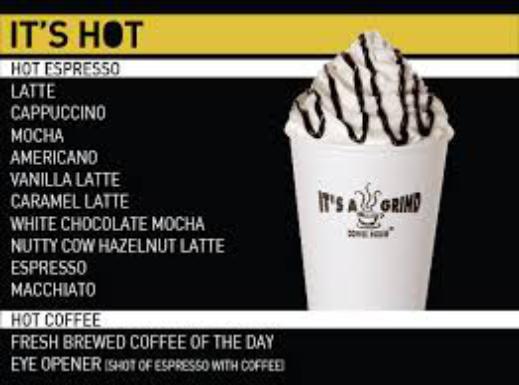 IT'S HOT
HOT ESPRESSO
LATTE
CAPPUCCINO
MOCHA
AMERICANO
VANILLA LATTE
CARAMEL LATTE
WHITE CHOCOLATE MOCHA
NUTTY COW HAZELNUT LATTE
ESPRESSO
MACCHIATO
IT'S A GRIND
COFFEE HOUSE
HOT COFFEE
FRESH BREWED COFFEE OF THE DAY
EYE OPENER (SHOT OF ESPRESSO WITH COFFEE)